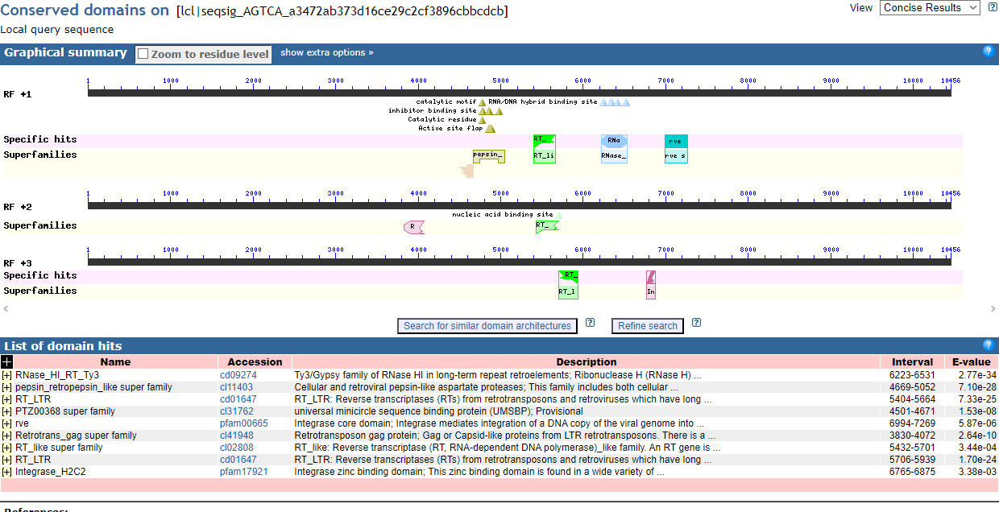 Conserved domains on [lcl|seqsig_AGTCA_a3472ab373d16ce29c2cf3896cbbcdcb]
View Concise Results ?
Local query sequence
Graphical summary Zoom to residue level show extra options » ?
1 1000 2000 3000 4000 5000 6000 7000 8000 9000 10000 10456
RF +1
catalytic motif RNA/DNA hybrid binding site
inhibitor binding site
Catalytic residue
Active site flap
Specific hits RT_ RNa rve
Superfamilies pepsin_ RT_li RNase_ rve s
1 1000 2000 3000 4000 5000 6000 7000 8000 9000 10000 10456
RF +2
nucleic acid binding site
Superfamilies R RT_
1 1000 2000 3000 4000 5000 6000 7000 8000 9000 10000 10456
RF +3
Specific hits RT_
Superfamilies RT_l In
< >
Search for similar domain architectures ? Refine search ?
List of domain hits ?
+ Name Accession Description Interval E-value
[+] RNase_HI_RT_Ty3 cd09274 Ty3/Gypsy family of RNase HI in long-term repeat retroelements; Ribonuclease H (RNase H) ... 6223-6531 2.77e-34
[+] pepsin_retropepsin_like super family cl11403 Cellular and retroviral pepsin-like aspartate proteases; This family includes both cellular ... 4669-5052 7.10e-28
[+] RT_LTR cd01647 RT_LTR: Reverse transcriptases (RTs) from retrotransposons and retroviruses which have long ... 5404-5664 7.33e-25
[+] PTZ00368 super family cl31762 universal minicircle sequence binding protein (UMSBP); Provisional 4501-4671 1.53e-08
[+] rve pfam00665 Integrase core domain; Integrase mediates integration of a DNA copy of the viral genome into ... 6994-7269 5.87e-06
[+] Retrotrans_gag super family cl41948 Retrotransposon gag protein; Gag or Capsid-like proteins from LTR retrotransposons. There is a ... 3830-4072 2.64e-10
[+] RT_like super family cl02808 RT_like: Reverse transcriptase (RT, RNA-dependent DNA polymerase)_like family. An RT gene is ... 5432-5701 3.44e-04
[+] RT_LTR cd01647 RT_LTR: Reverse transcriptases (RTs) from retrotransposons and retroviruses which have long ... 5706-5939 1.70e-24
[+] Integrase_H2C2 pfam17921 Integrase zinc binding domain; This zinc binding domain is found in a wide variety of ... 6765-6875 3.38e-03
References: